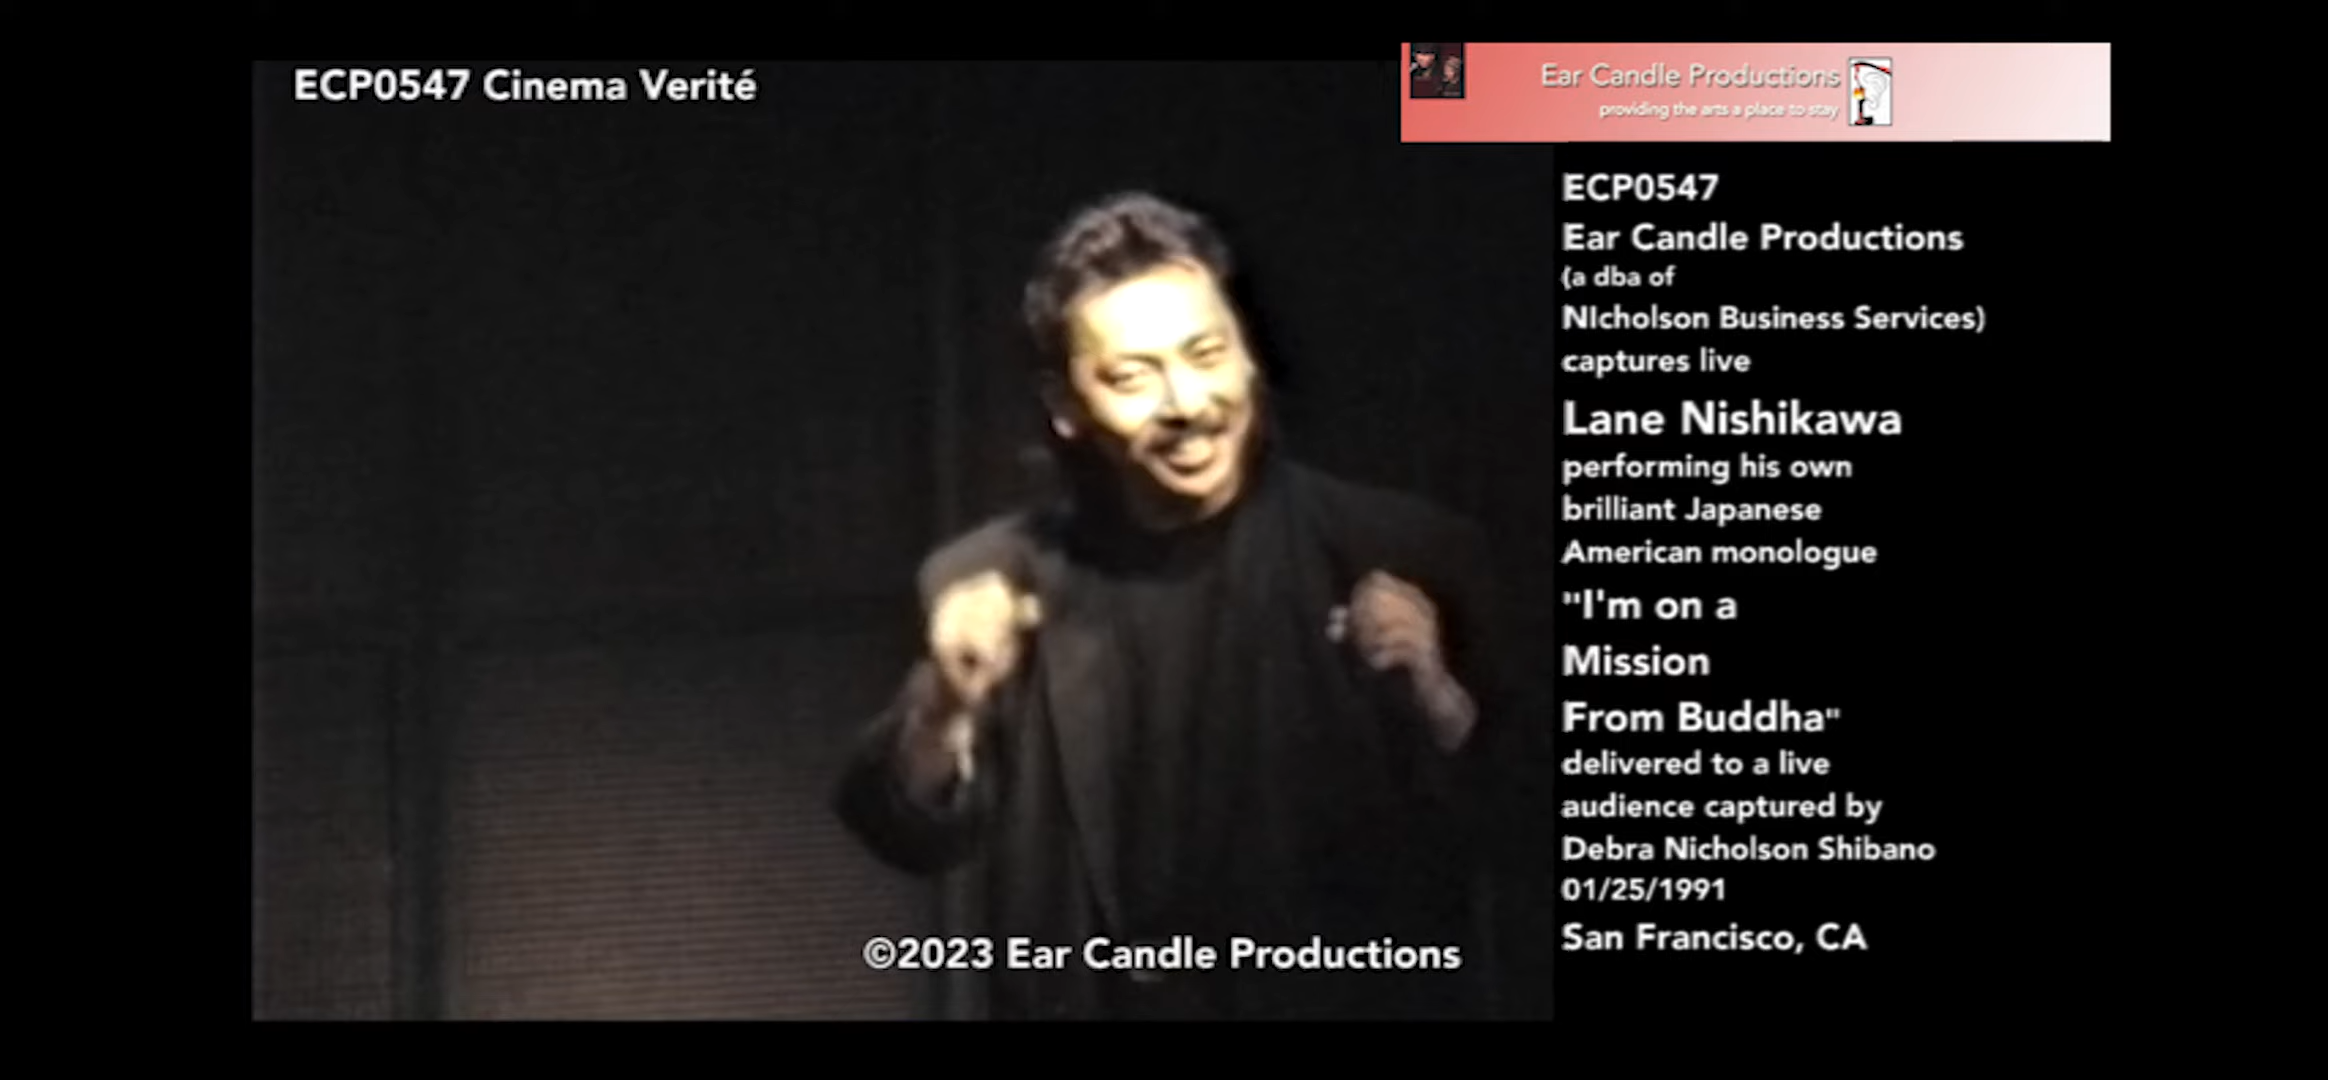 ECP0547 Cinema Verité
Ear Candle Productions
providing the arts a place to stay
ECP0547
Ear Candle Productions
(a dba of
NIcholson Business Services)
captures live
Lane Nishikawa
performing his own
brilliant Japanese
American monologue
"I'm on a
Mission
From Buddha"
delivered to a live
audience captured by
Debra Nicholson Shibano
01/25/1991
San Francisco, CA
©2023 Ear Candle Productions